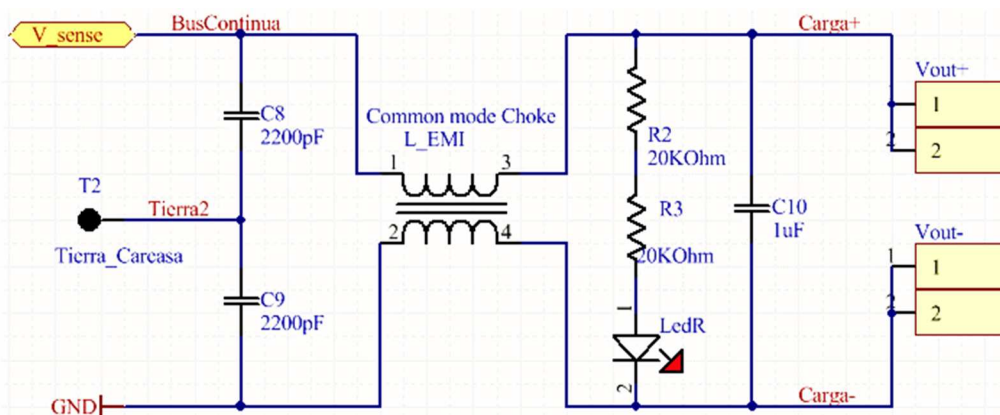 V_sense
BusContinua
Carga+
Vout+
C8
2200pF
Common mode Choke
L_EMI
1
3
R2
20KOhm
1
2
2
T2
Tierra2
Tierra_Carcasa
R3
20KOhm
C10
1uF
2
4
Vout-
1
1
2
2
C9
2200pF
1
LedR
2
GND
Carga-